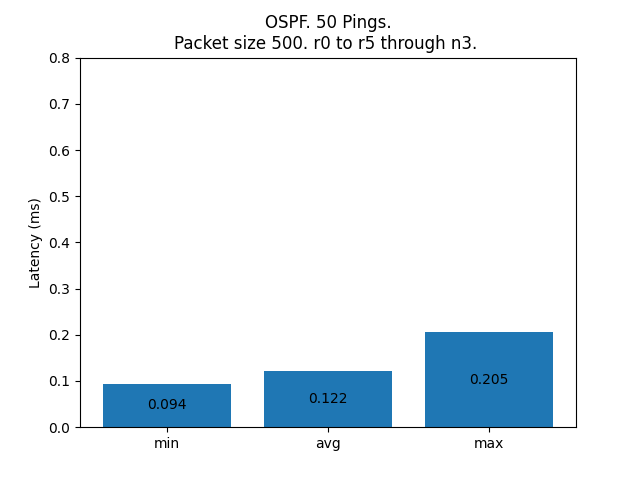 OSPF. 50 Pings.
Packet size 500. r0 to r5 through n3.
0.8
0.7
0.6
0.5
0.4
0.3
0.2
0.1
0.0
Latency (ms)
0.094
0.122
0.205
min
avg
max